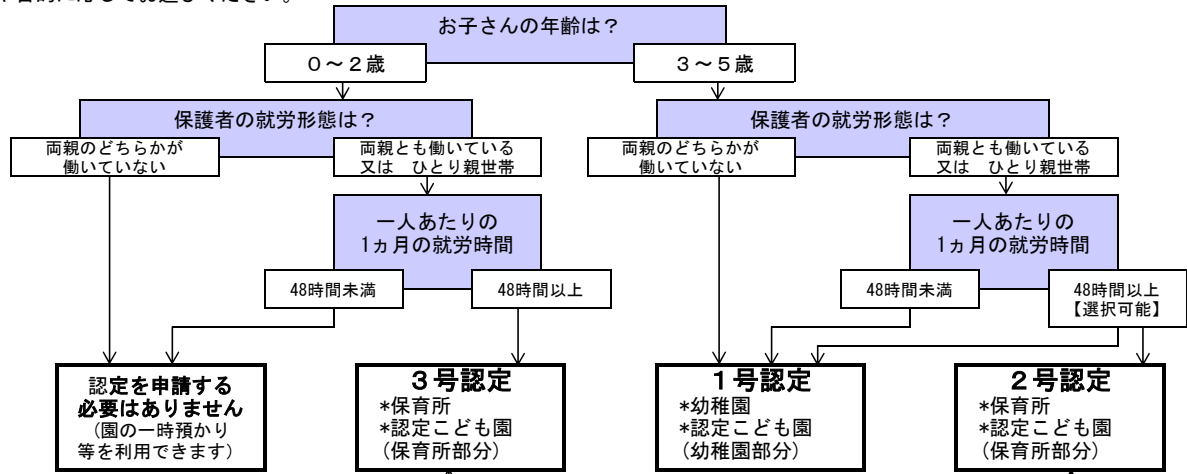 お子さんの年齢は？
０～２歳
３～５歳
保護者の就労形態は？
保護者の就労形態は？
両親のどちらかが
働いていない
両親とも働いている
又は　ひとり親世帯
両親のどちらかが
働いていない
両親とも働いている
又は　ひとり親世帯
一人あたりの
1ヵ月の就労時間
一人あたりの
1ヵ月の就労時間
48時間未満
48時間以上
48時間未満
48時間以上
【選択可能】
認定を申請する
必要はありません
（園の一時預かり
等を利用できます）
３号認定
*保育所
*認定こども園
（保育所部分）
１号認定
*幼稚園
*認定こども園
（幼稚園部分）
２号認定
*保育所
*認定こども園
（保育所部分）